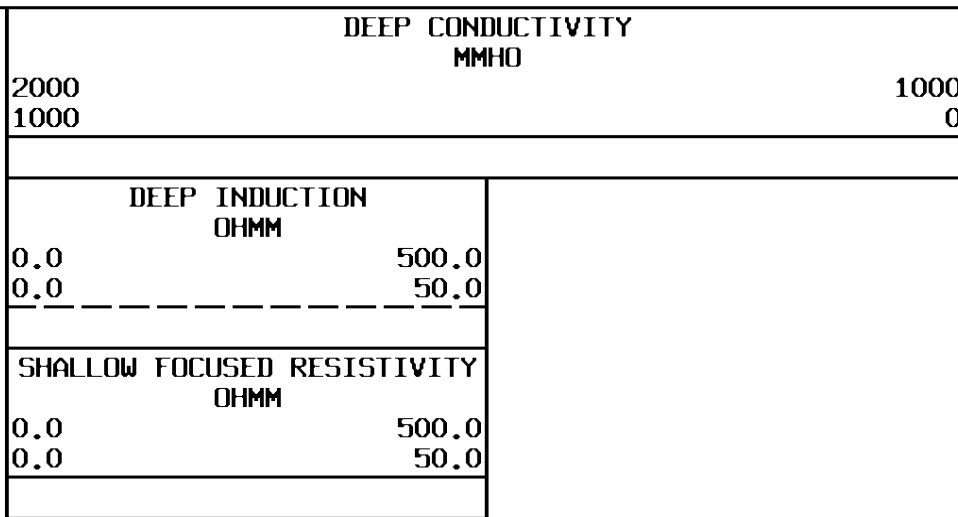 DEEP CONDUCTIVITY
MMHO
2000 1000
1000 0
DEEP INDUCTION
OHMM
0.0 500.0
0.0 50.0
SHALLOW FOCUSED RESISTIVITY
OHMM
0.0 500.0
0.0 50.0